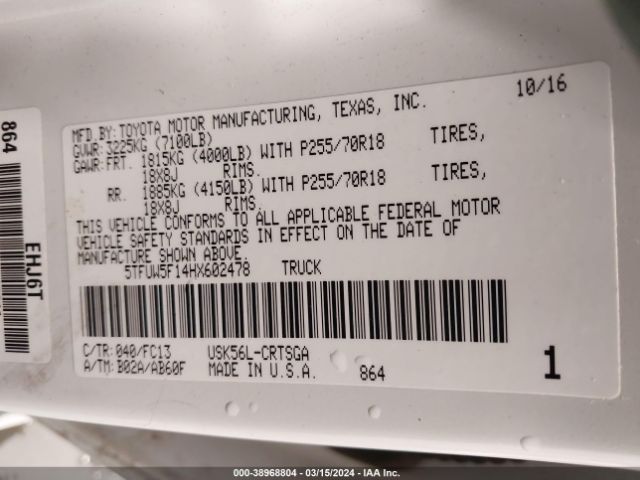 10/16
MFD.BY:TOYOTA MOTOR MANUFACTURING, TEXAS, INC.
GVWR:3225KG (7100LB)
GAWR:FRT. 1815KG (4000LB) WITH P255/70R18 TIRES,
18X8J RIMS.
RR. 1885KG (4150LB) WITH P255/70R18 TIRES,
18X8J RIMS.
THIS VEHICLE CONFORMS TO ALL APPLICABLE FEDERAL MOTOR
VEHICLE SAFETY STANDARDS IN EFFECT ON THE DATE OF
MANUFACTURE SHOWN ABOVE.
5TFUW5F14HX602478 TRUCK
C/TR:040/FC13 USK56L-CRTSGA
A/TM:B02A/AB60F MADE IN U.S.A. 864 1
864
EHJ6T
000-38968804 - 03/15/2024 - IAA Inc.